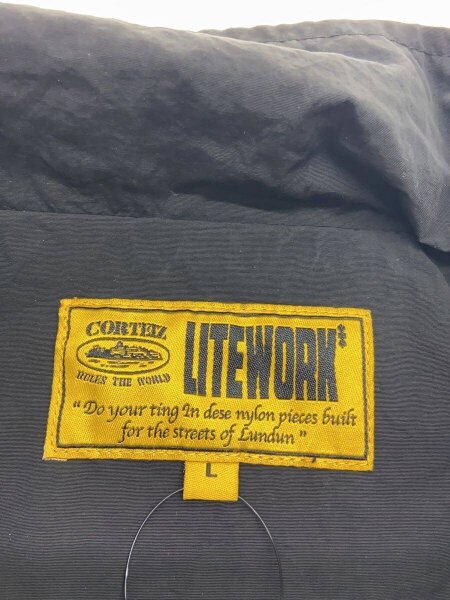 CORTEIZ
RULES THE WORLD
LITEWORK
"Do your ting In dese nylon pieces built
for the streets of Lundun"
L